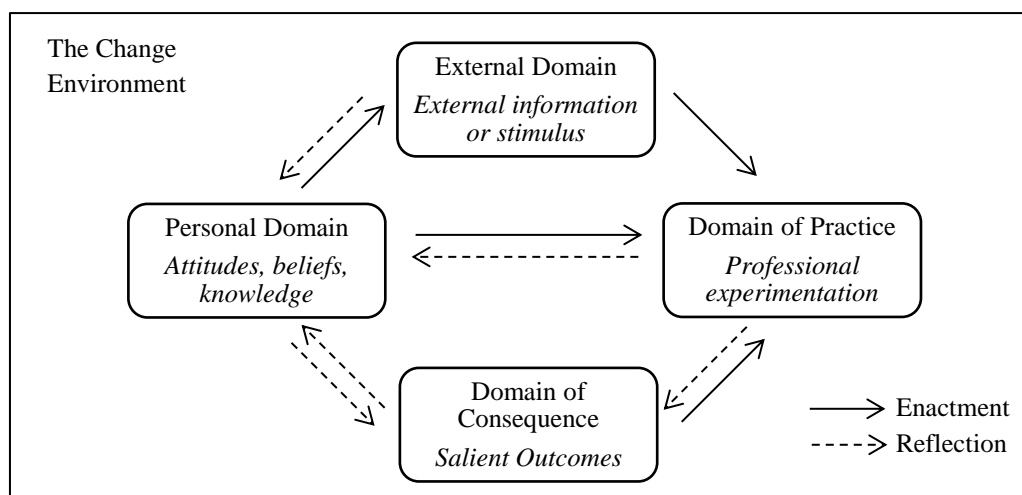 The Change
Environment
External Domain
External information
or stimulus
Personal Domain
Attitudes, beliefs,
knowledge
Domain of Practice
Professional
experimentation
Domain of
Consequence
Salient Outcomes
Enactment
Reflection